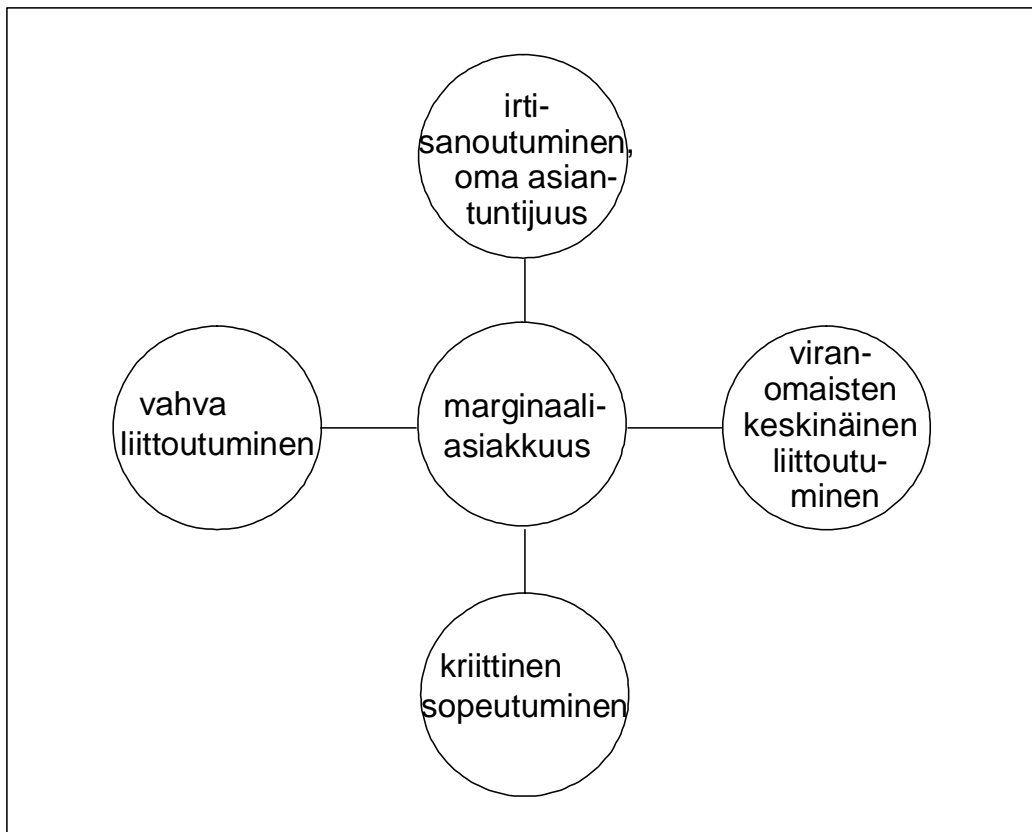 irti-
sanoutuminen,
oma asian-
tuntijuus
vahva
liittoutuminen
marginaali-
asiakkuus
viran-
omaisten
keskinäinen
liittoutu-
minen
kriittinen
sopeutuminen